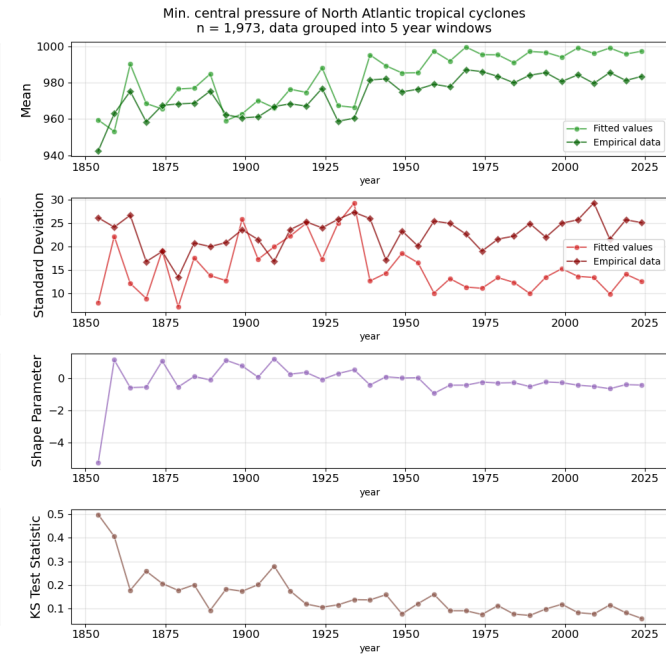 Min. central pressure of North Atlantic tropical cyclones
n = 1,973, data grouped into 5 year windows
1000
980
960
940
Mean
Fitted values
Empirical data
1850 1875 1900 1925 1950 1975 2000 2025
year
30
25
20
15
10
Standard Deviation
Fitted values
Empirical data
1850 1875 1900 1925 1950 1975 2000 2025
year
0
−2
−4
Shape Parameter
1850 1875 1900 1925 1950 1975 2000 2025
year
0.5
0.4
0.3
0.2
0.1
KS Test Statistic
1850 1875 1900 1925 1950 1975 2000 2025
year